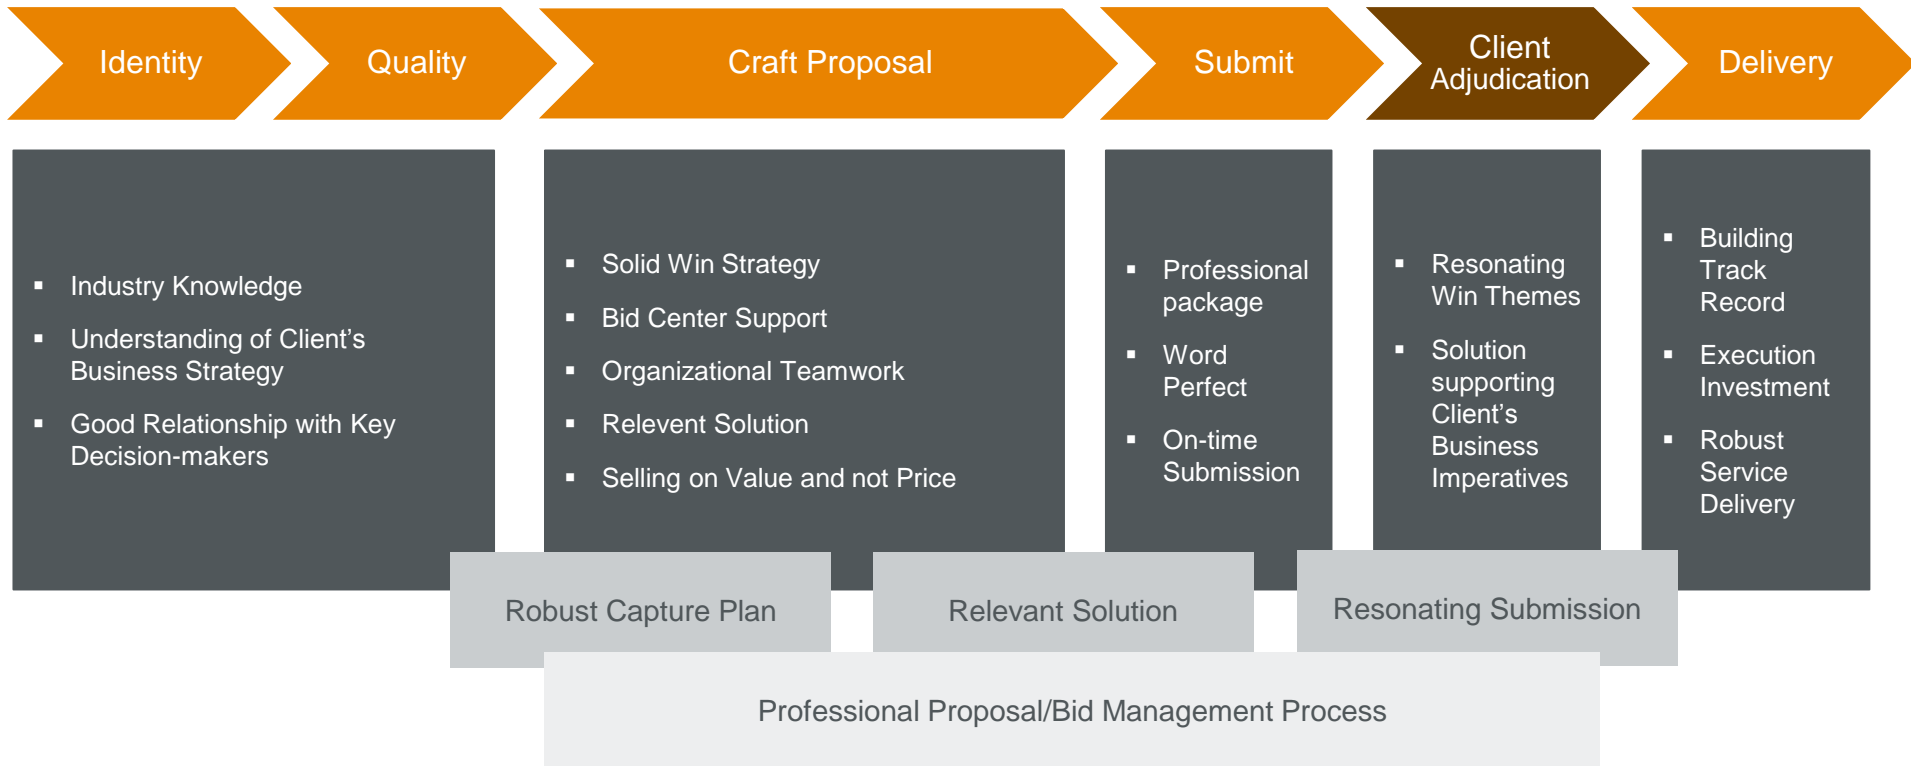 Identity
Quality
Craft Proposal
Submit
Client
Adjudication
Delivery
▪ Industry Knowledge
▪ Understanding of Client’s
Business Strategy
▪ Good Relationship with Key
Decision-makers
▪ Solid Win Strategy
▪ Bid Center Support
▪ Organizational Teamwork
▪ Relevent Solution
▪ Selling on Value and not Price
▪ Professional
package
▪ Word
Perfect
▪ On-time
Submission
▪ Resonating
Win Themes
▪ Solution
supporting
Client’s
Business
Imperatives
▪ Building
Track
Record
▪ Execution
Investment
▪ Robust
Service
Delivery
Robust Capture Plan
Relevant Solution
Resonating Submission
Professional Proposal/Bid Management Process